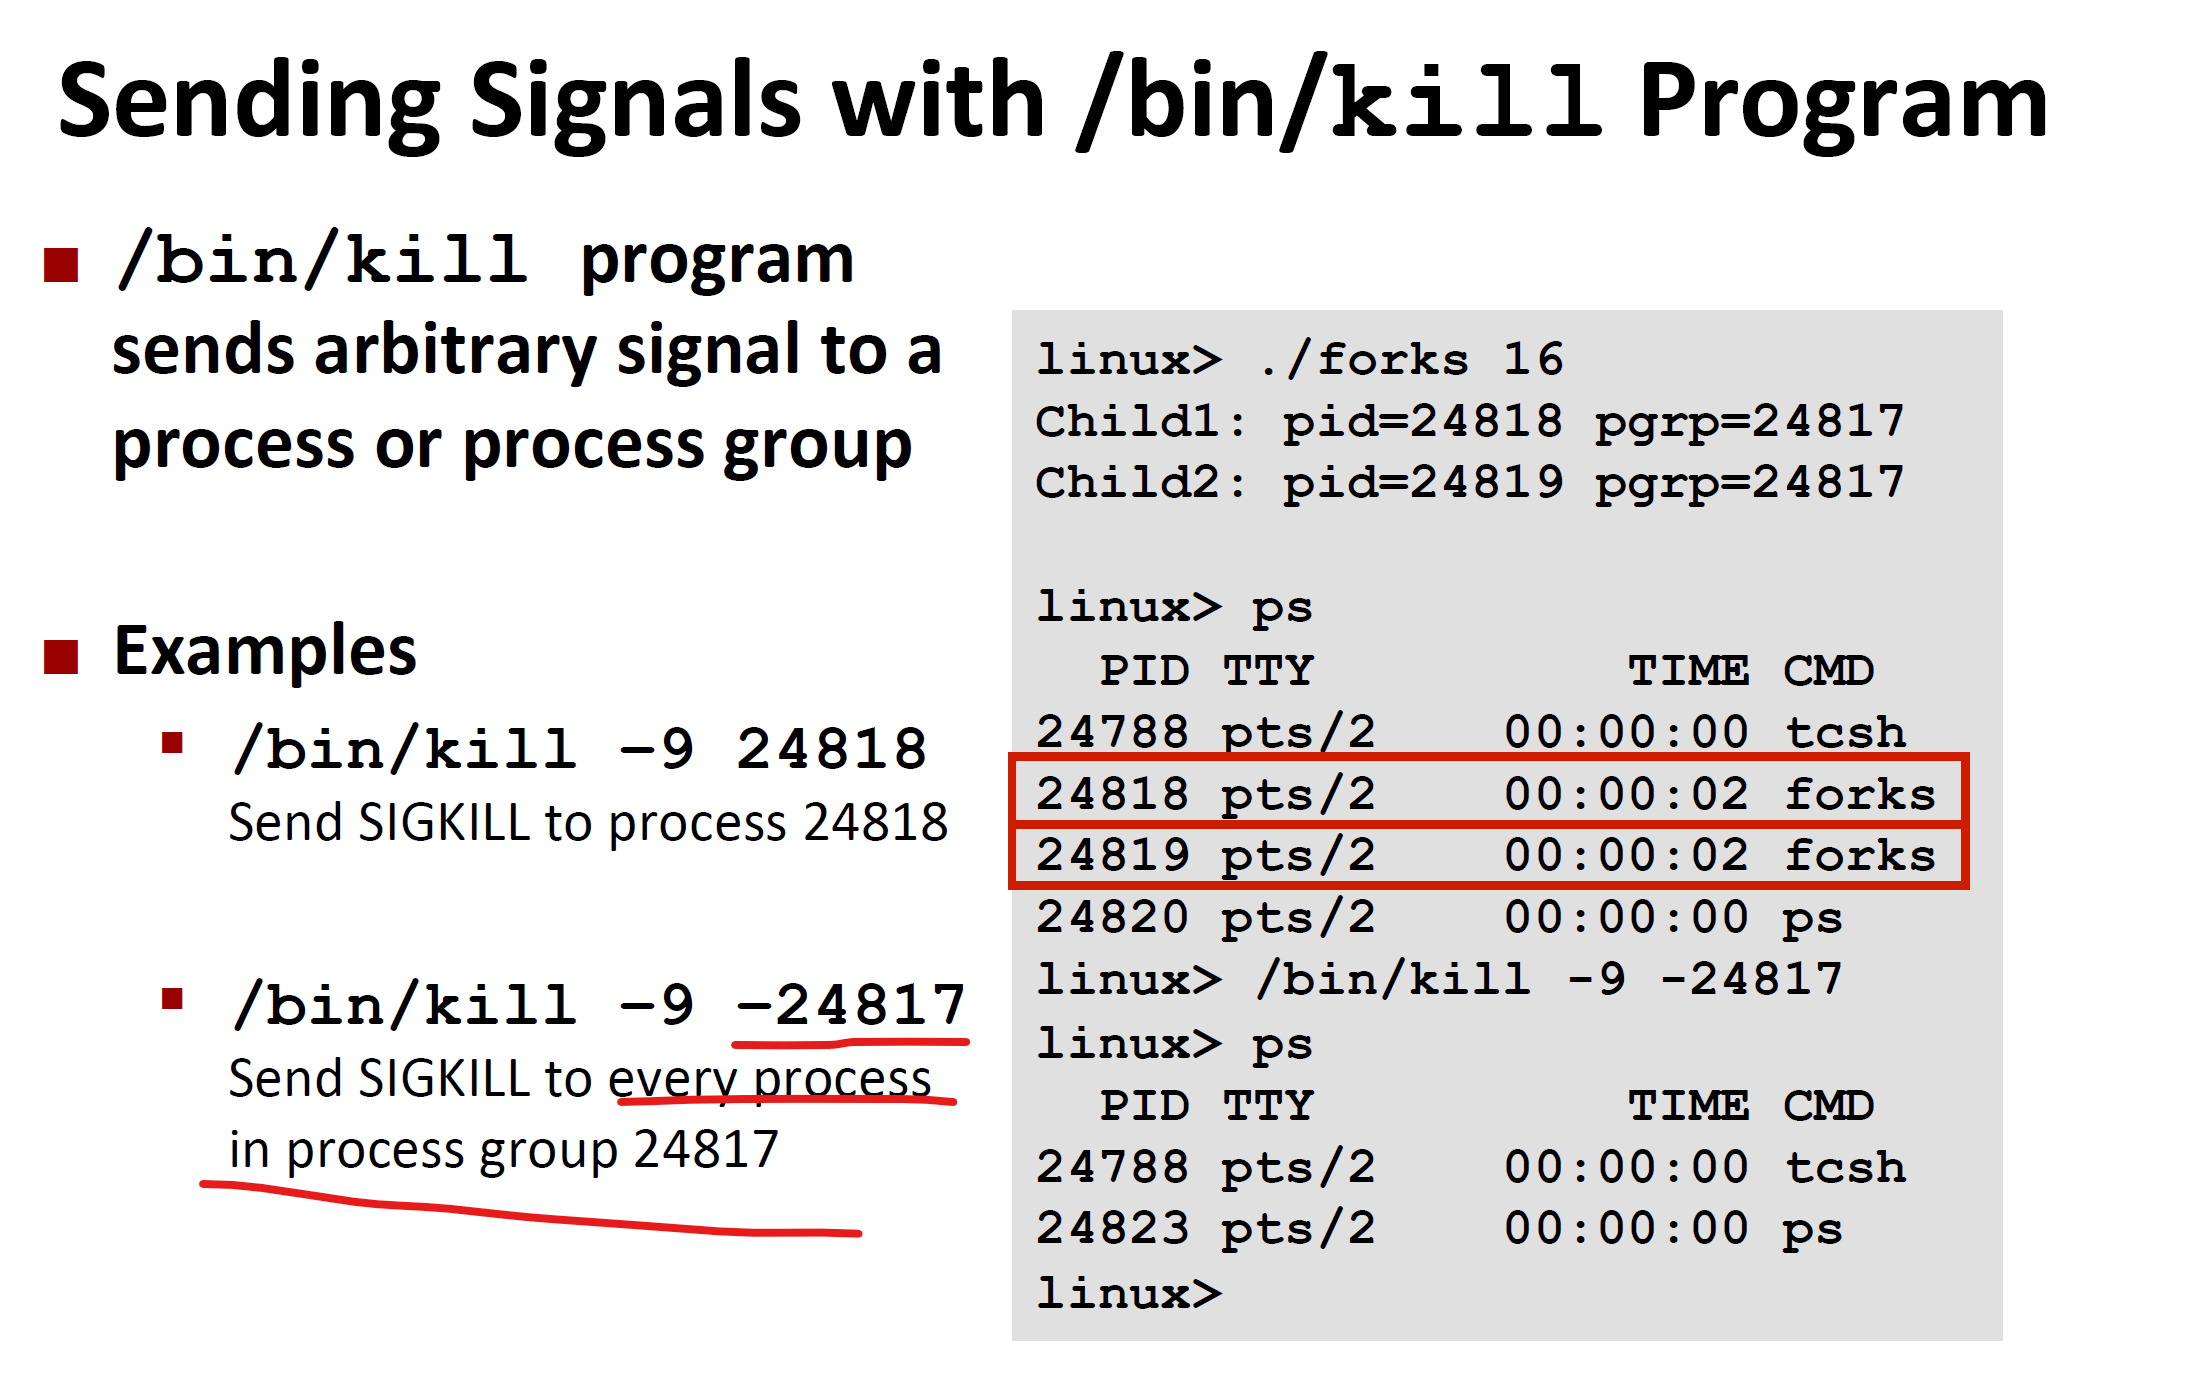 Sending Signals with /bin/kill Program
/bin/kill program
sends arbitrary signal to a
process or process group
Examples
/bin/kill –9 24818
Send SIGKILL to process 24818
/bin/kill –9 –24817
Send SIGKILL to every process
in process group 24817
linux> ./forks 16
Child1: pid=24818 pgrp=24817
Child2: pid=24819 pgrp=24817
linux> ps
PID TTY TIME CMD
24788 pts/2 00:00:00 tcsh
24818 pts/2 00:00:02 forks
24819 pts/2 00:00:02 forks
24820 pts/2 00:00:00 ps
linux> /bin/kill -9 -24817
linux> ps
PID TTY TIME CMD
24788 pts/2 00:00:00 tcsh
24823 pts/2 00:00:00 ps
linux>